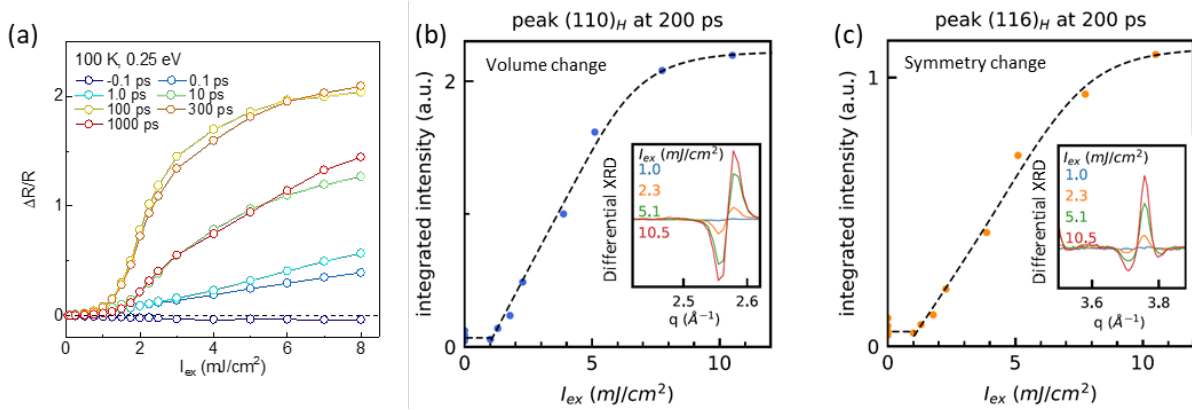 (a)
100 K, 0.25 eV
-0.1 ps 0.1 ps
1.0 ps 10 ps
100 ps 300 ps
1000 ps
ΔR/R
2
1
0
0 2 4 6 8
I_ex (mJ/cm²)
(b)
peak (110)_H at 200 ps
Volume change
integrated intensity (a.u.)
2
0
0 5 10
I_ex (mJ/cm²)
I_ex (mJ/cm²)
1.0
2.3
5.1
10.5
Differential XRD
2.5 2.6
q (Å⁻¹)
(c)
peak (116)_H at 200 ps
Symmetry change
integrated intensity (a.u.)
1
0
0 5 10
I_ex (mJ/cm²)
I_ex (mJ/cm²)
1.0
2.3
5.1
10.5
Differential XRD
3.6 3.8
q (Å⁻¹)